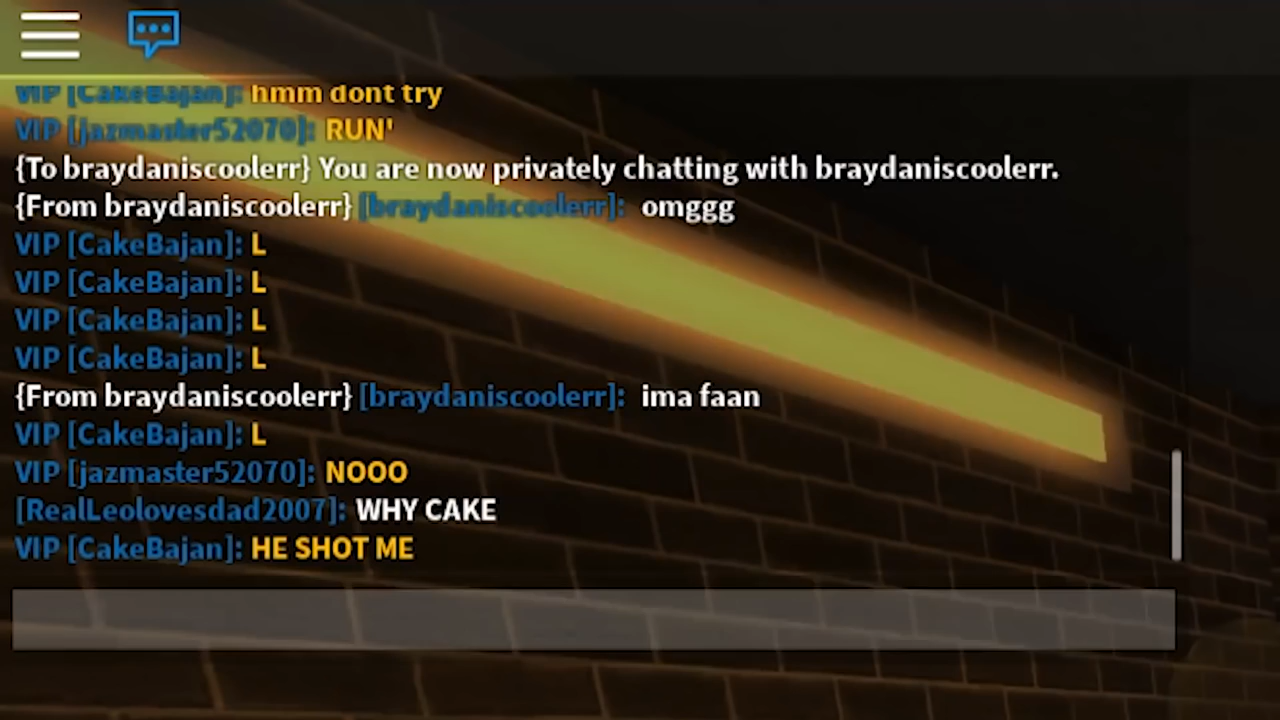 VIP [CakeBajan]: hmm dont try
VIP [jazmaster52070]: RUN'
{To braydaniscoolerr} You are now privately chatting with braydaniscoolerr.
{From braydaniscoolerr} [braydaniscoolerr]: omggg
VIP [CakeBajan]: L
VIP [CakeBajan]: L
VIP [CakeBajan]: L
VIP [CakeBajan]: L
{From braydaniscoolerr} [braydaniscoolerr]: ima faan
VIP [CakeBajan]: L
VIP [jazmaster52070]: NOOO
[RealLeolovesdad2007]: WHY CAKE
VIP [CakeBajan]: HE SHOT ME